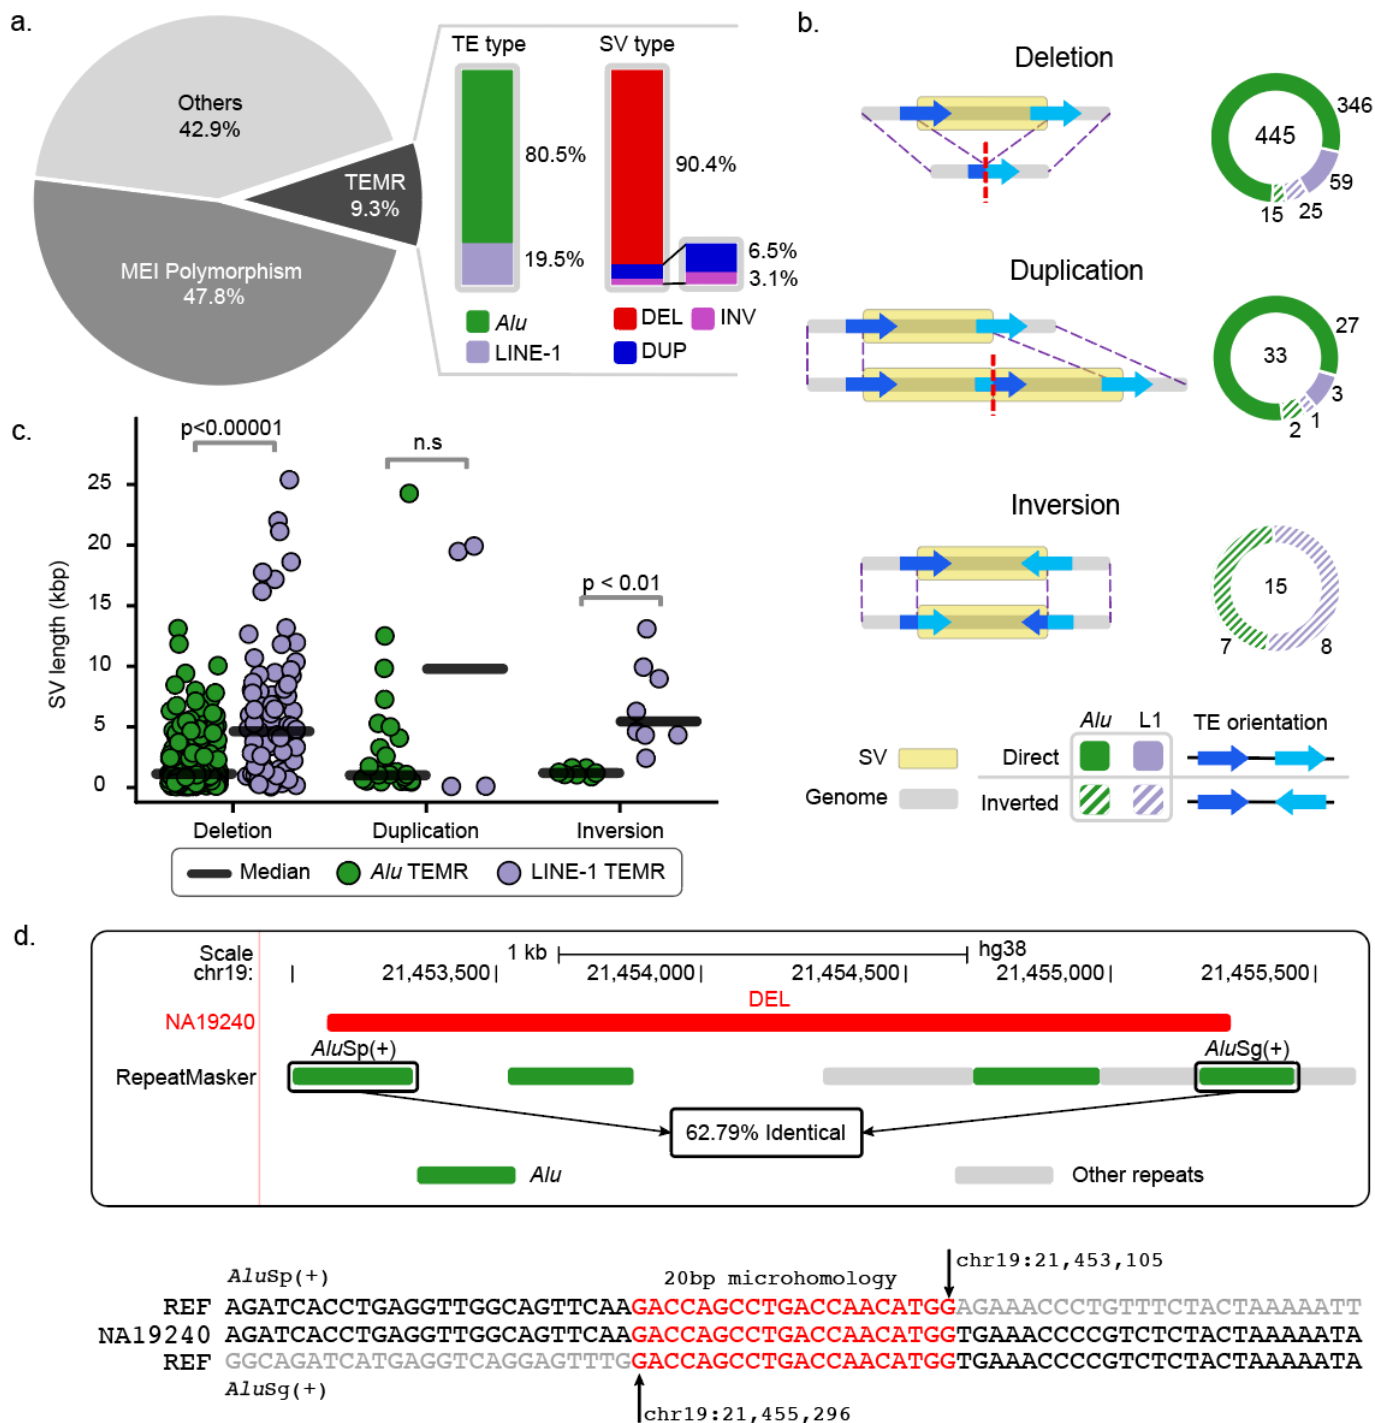 a.
Others
42.9%
TEMR
9.3%
MEI Polymorphism
47.8%
TE type
SV type
80.5%
19.5%
90.4%
6.5%
3.1%
Alu
LINE-1
DEL
INV
DUP
b.
Deletion
445
346
59
25
15
Duplication
33
27
3
1
2
Inversion
15
7
8
SV
Genome
Alu
L1
TE orientation
Direct
Inverted
c.
p<0.00001
n.s
p < 0.01
SV length (kbp)
25
20
15
10
5
0
Deletion
Duplication
Inversion
Median
Alu TEMR
LINE-1 TEMR
d.
Scale
1 kb
hg38
chr19:
21,453,500
21,454,000
21,454,500
21,455,000
21,455,500
DEL
NA19240
AluSp(+)
AluSg(+)
RepeatMasker
62.79% Identical
Alu
Other repeats
chr19:21,453,105
AluSp(+)
20bp microhomology
REF AGATCACCTGAGGTTGGCAGTTCAAGACCAGCCTGACCAACATGGAGAAACCCTGTTTCTACTAAAAATT
NA19240 AGATCACCTGAGGTTGGCAGTTCAAGACCAGCCTGACCAACATGGTGAAACCCCGTCTCTACTAAAAATA
REF GGCAGATCATGAGGTCAGGAGTTTGGACCAGCCTGACCAACATGGTGAAACCCCGTCTCTACTAAAAATA
AluSg(+)
chr19:21,455,296